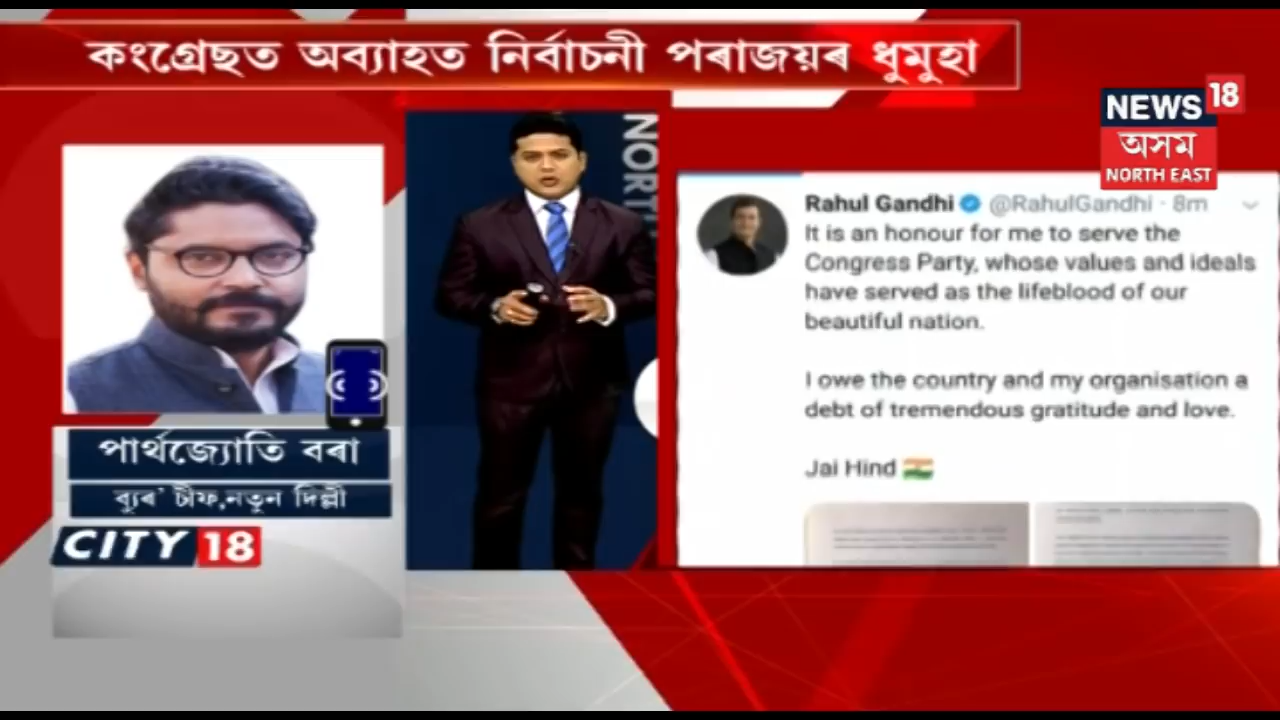 কংগ্ৰেছত অব্যাহত নিৰ্বাচনী পৰাজয়ৰ ধুমুহা
NEWS 18
অসম
NORTH EAST
NORT
Rahul Gandhi @RahulGandhi · 8m
It is an honour for me to serve the
Congress Party, whose values and ideals
have served as the lifeblood of our
beautiful nation.
I owe the country and my organisation a
debt of tremendous gratitude and love.
Jai Hind 🇮🇳
পাৰ্থজ্যোতি বৰা
ব্যুৰ' চীফ,নতুন দিল্লী
CITY 18